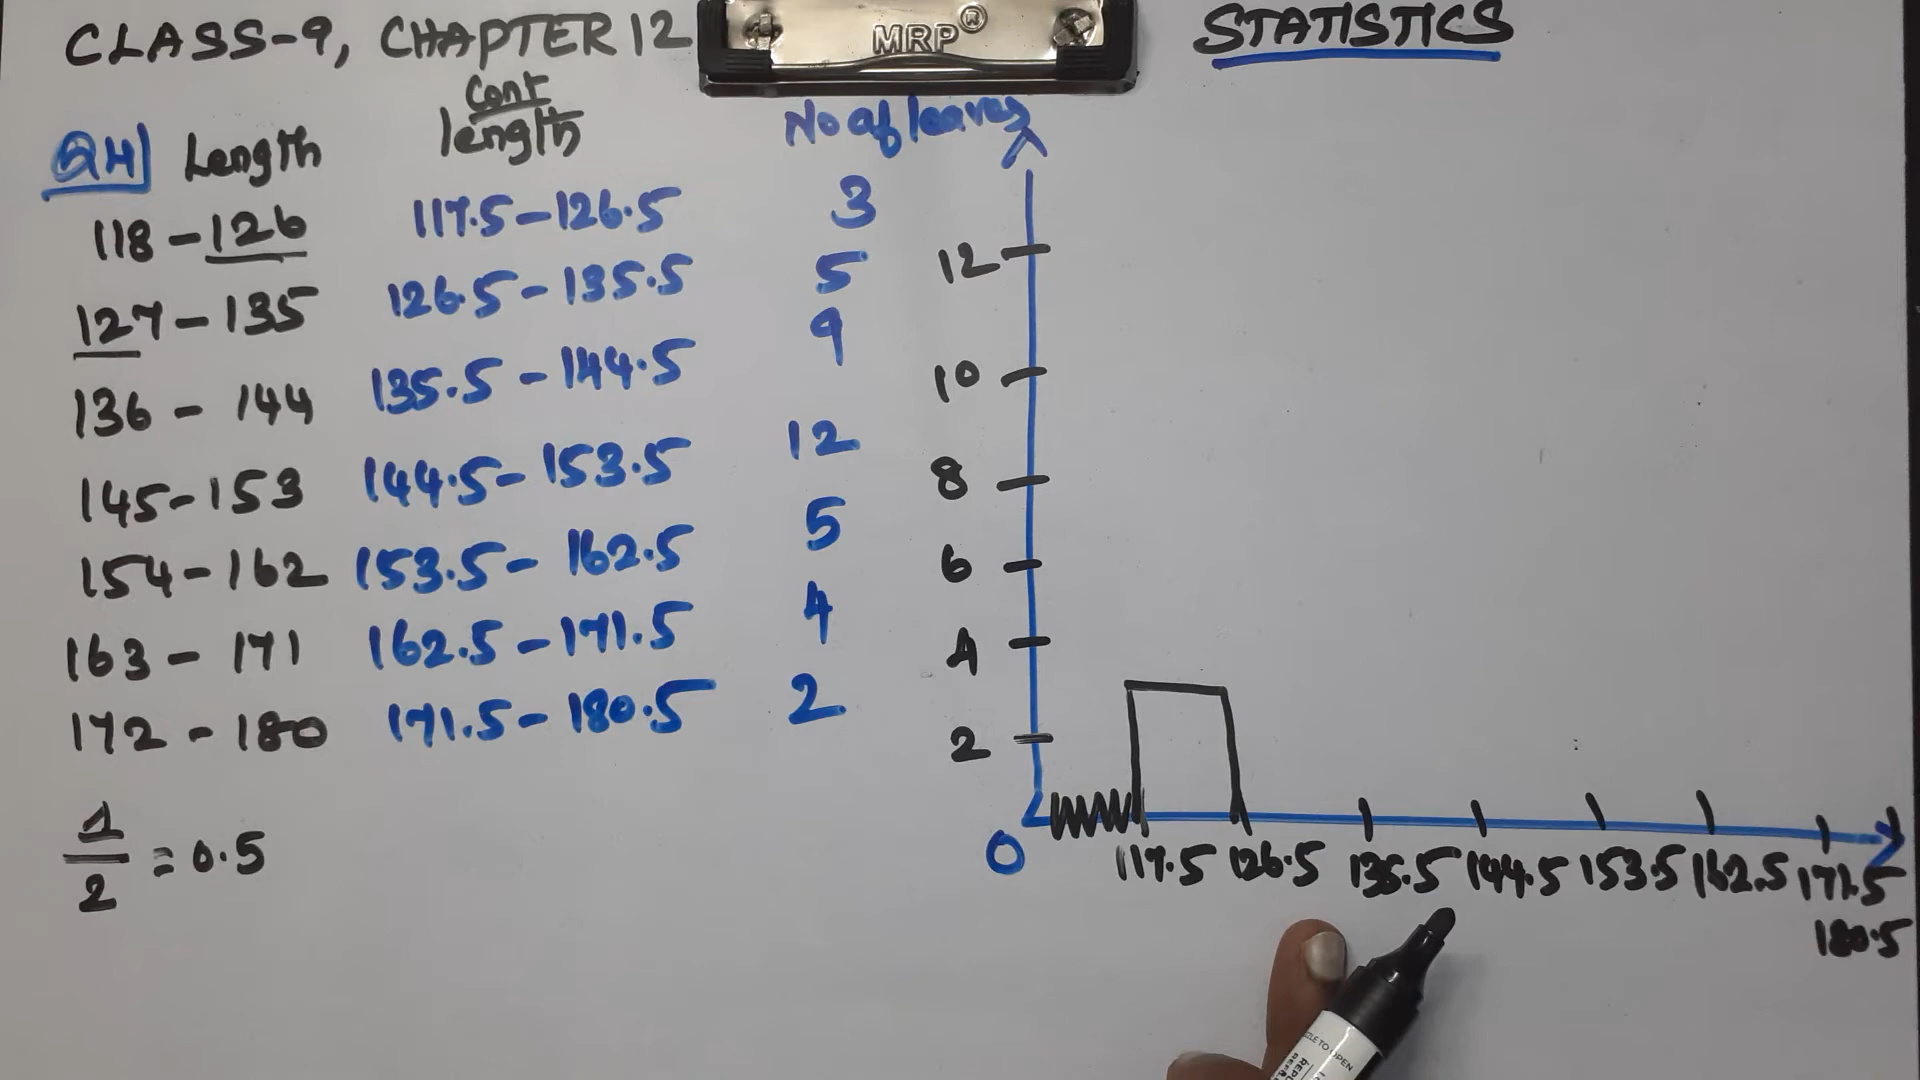 CLASS-9, CHAPTER 12
MRP®
STATISTICS
Q4) Length
Cont length
No of leaves
118 - 126 117.5 - 126.5 3
127 - 135 126.5 - 135.5 5
136 - 144 135.5 - 144.5 9
145 - 153 144.5 - 153.5 12
154 - 162 153.5 - 162.5 5
163 - 171 162.5 - 171.5 4
172 - 180 171.5 - 180.5 2
1/2 = 0.5
12
10
8
6
4
2
0
117.5 126.5 135.5 144.5 153.5 162.5 171.5
180.5